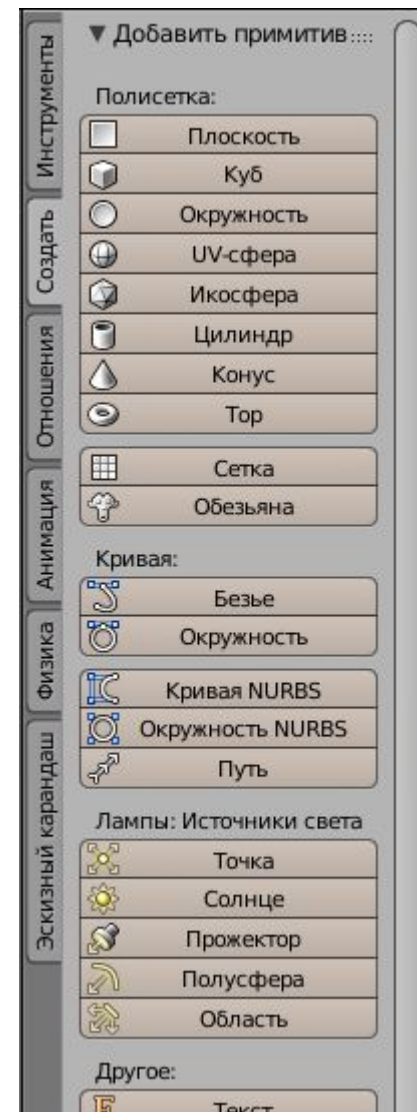 Инструменты
Создать
Отношения
Анимация
Физика
Эскизный карандаш
Добавить примитив
Полисетка:
Плоскость
Куб
Окружность
UV-сфера
Икосфера
Цилиндр
Конус
Тор
Сетка
Обезьяна
Кривая:
Безье
Окружность
Кривая NURBS
Окружность NURBS
Путь
Лампы: Источники света
Точка
Солнце
Прожектор
Полусфера
Область
Другое:
Текст